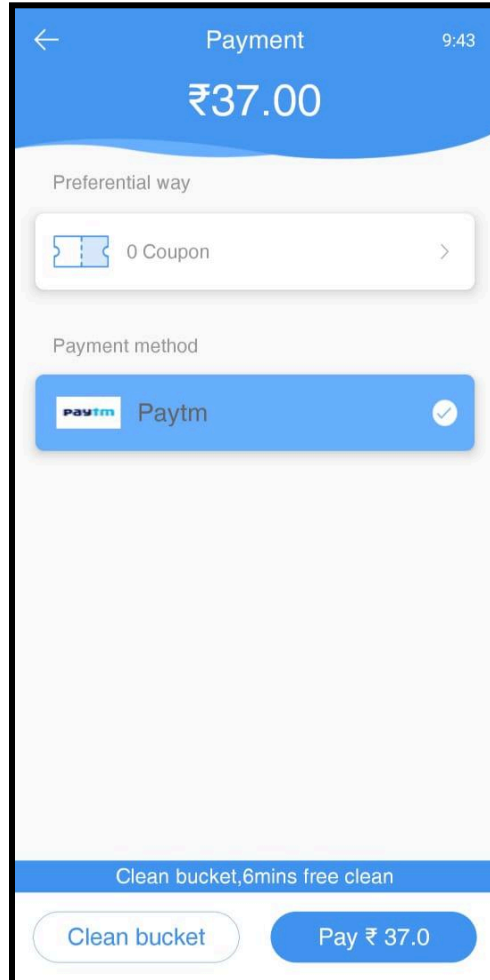 Payment 9:43
₹37.00
Preferential way
0 Coupon
Payment method
Paytm Paytm
Clean bucket,6mins free clean
Clean bucket Pay ₹ 37.0